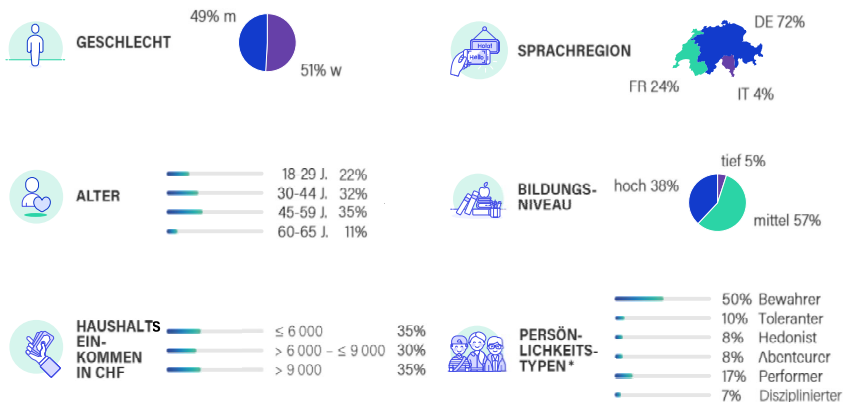 GESCHLECHT
49% m
51% w
SPRACHREGION
Hola!
Hello
DE 72%
FR 24%
IT 4%
ALTER
18-29 J. 22%
30-44 J. 32%
45-59 J. 35%
60-65 J. 11%
BILDUNGS-
NIVEAU
tief 5%
hoch 38%
mittel 57%
HAUSHALTS
EIN-
KOMMEN
IN CHF
≤ 6 000 35%
> 6 000 – ≤ 9 000 30%
> 9 000 35%
PERSÖN-
LICHKEITS-
TYPEN *
50% Bewahrer
10% Toleranter
8% Hedonist
8% Abenteurer
17% Performer
7% Disziplinierter